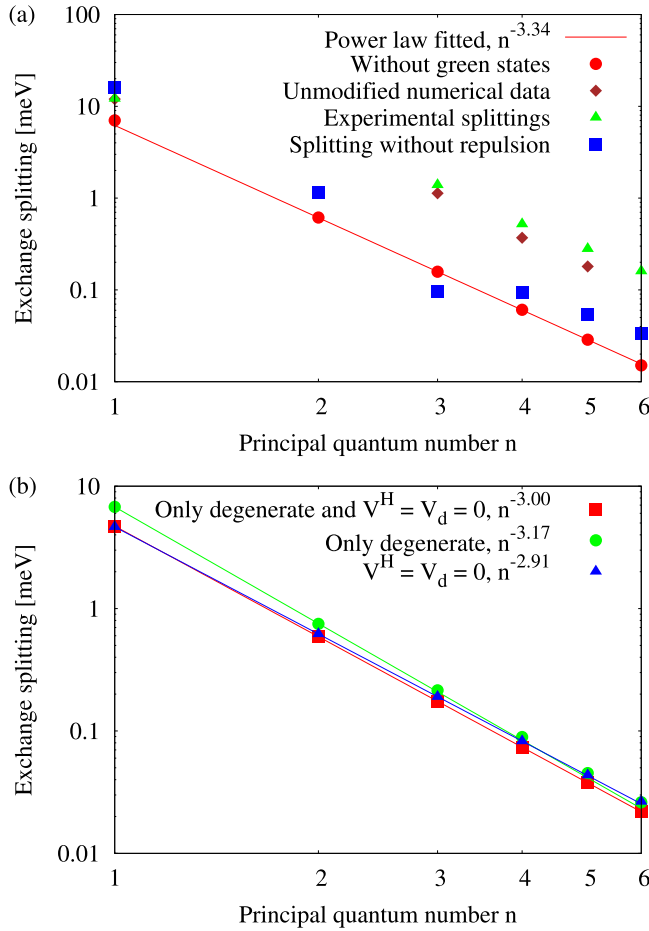 (a)
100
10
1
0.1
0.01
Exchange splitting [meV]
Power law fitted, n^-3.34
Without green states
Unmodified numerical data
Experimental splittings
Splitting without repulsion
1 2 3 4 5 6
Principal quantum number n
(b)
10
1
0.1
0.01
Exchange splitting [meV]
Only degenerate and V^H = V_d = 0, n^-3.00
Only degenerate, n^-3.17
V^H = V_d = 0, n^-2.91
1 2 3 4 5 6
Principal quantum number n